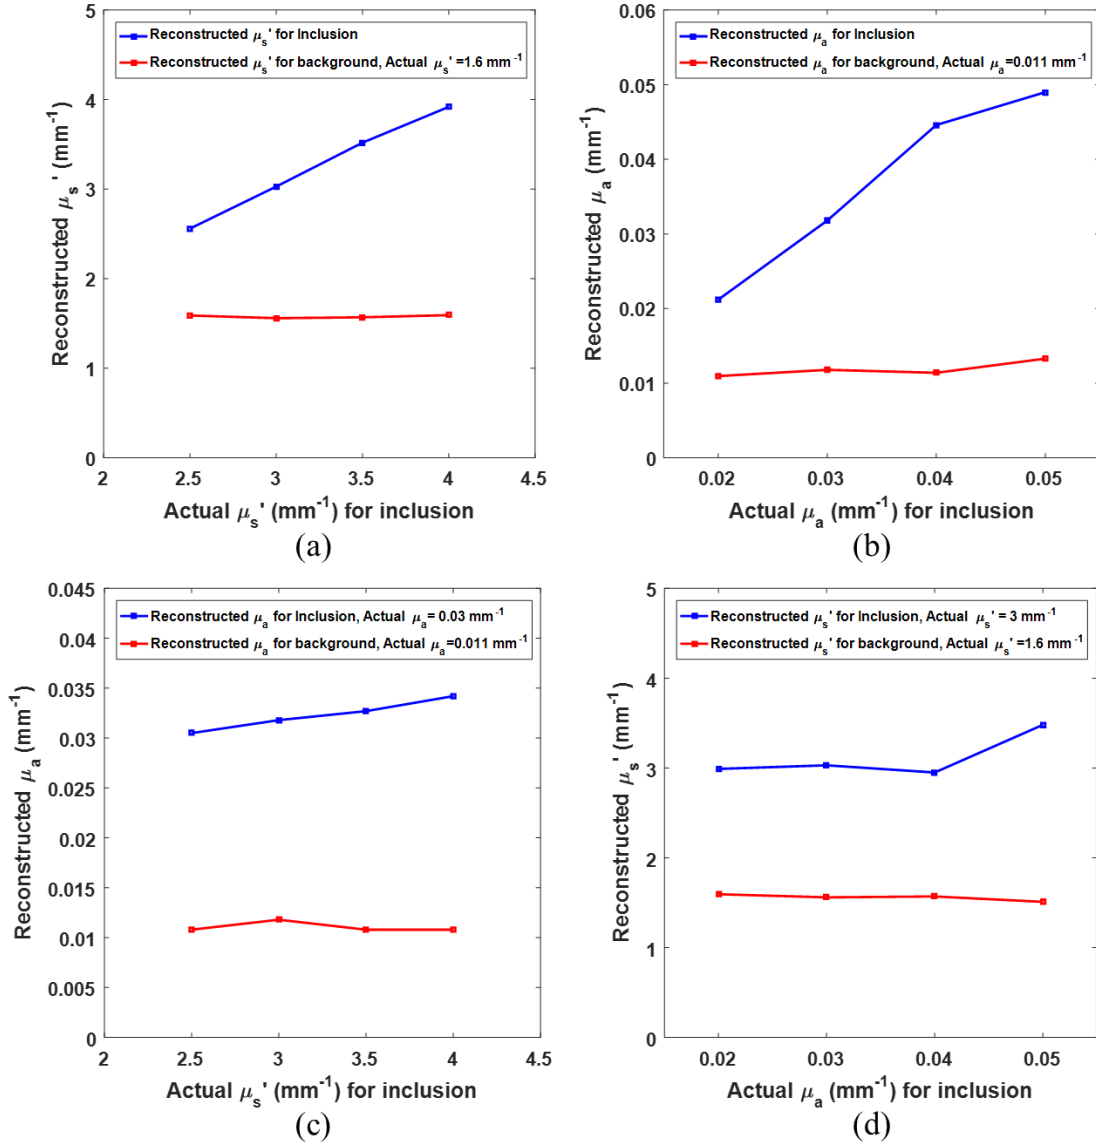 Reconstructed μs' for Inclusion
Reconstructed μs' for background, Actual μs' =1.6 mm-1
5
4
3
2
1
0
Reconstructed μs' (mm-1)
2
2.5
3
3.5
4
4.5
Actual μs' (mm-1) for inclusion
(a)
Reconstructed μa for Inclusion
Reconstructed μa for background, Actual μa=0.011 mm-1
0.06
0.05
0.04
0.03
0.02
0.01
0
Reconstructed μa (mm-1)
0.02
0.03
0.04
0.05
Actual μa (mm-1) for inclusion
(b)
Reconstructed μa for Inclusion, Actual μa= 0.03 mm-1
Reconstructed μa for background, Actual μa=0.011 mm-1
0.045
0.04
0.035
0.03
0.025
0.02
0.015
0.01
0.005
0
Reconstructed μa (mm-1)
2
2.5
3
3.5
4
4.5
Actual μs' (mm-1) for inclusion
(c)
Reconstructed μs' for Inclusion, Actual μs' = 3 mm-1
Reconstructed μs' for background, Actual μs' =1.6 mm-1
5
4
3
2
1
0
Reconstructed μs' (mm-1)
0.02
0.03
0.04
0.05
Actual μa (mm-1) for inclusion
(d)